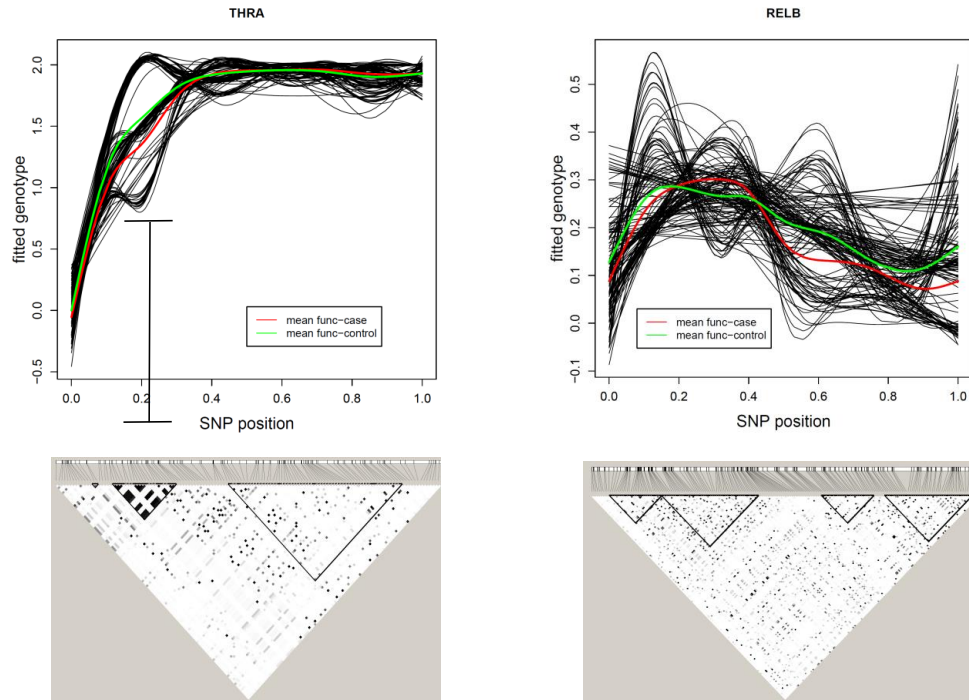 THRA
fitted genotype
2.0
1.5
1.0
0.5
0.0
−0.5
mean func−case
mean func−control
0.0 0.2 0.4 0.6 0.8 1.0
SNP position
RELB
fitted genotype
0.5
0.4
0.3
0.2
0.1
0.0
−0.1
mean func−case
mean func−control
0.0 0.2 0.4 0.6 0.8 1.0
SNP position